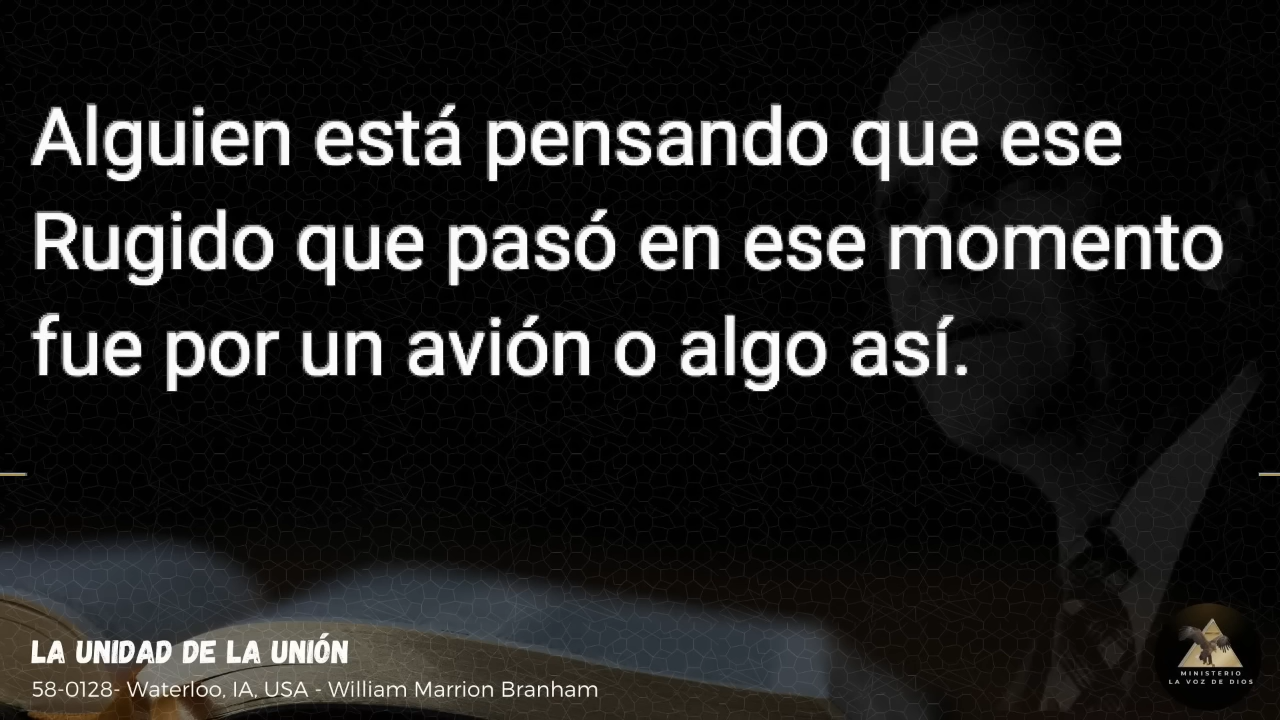 Alguien está pensando que ese
Rugido que pasó en ese momento
fue por un avión o algo así.
LA UNIDAD DE LA UNIÓN
58-0128- Waterloo, IA, USA - William Marrion Branham
MINISTERIO
LA VOZ DE DIOS